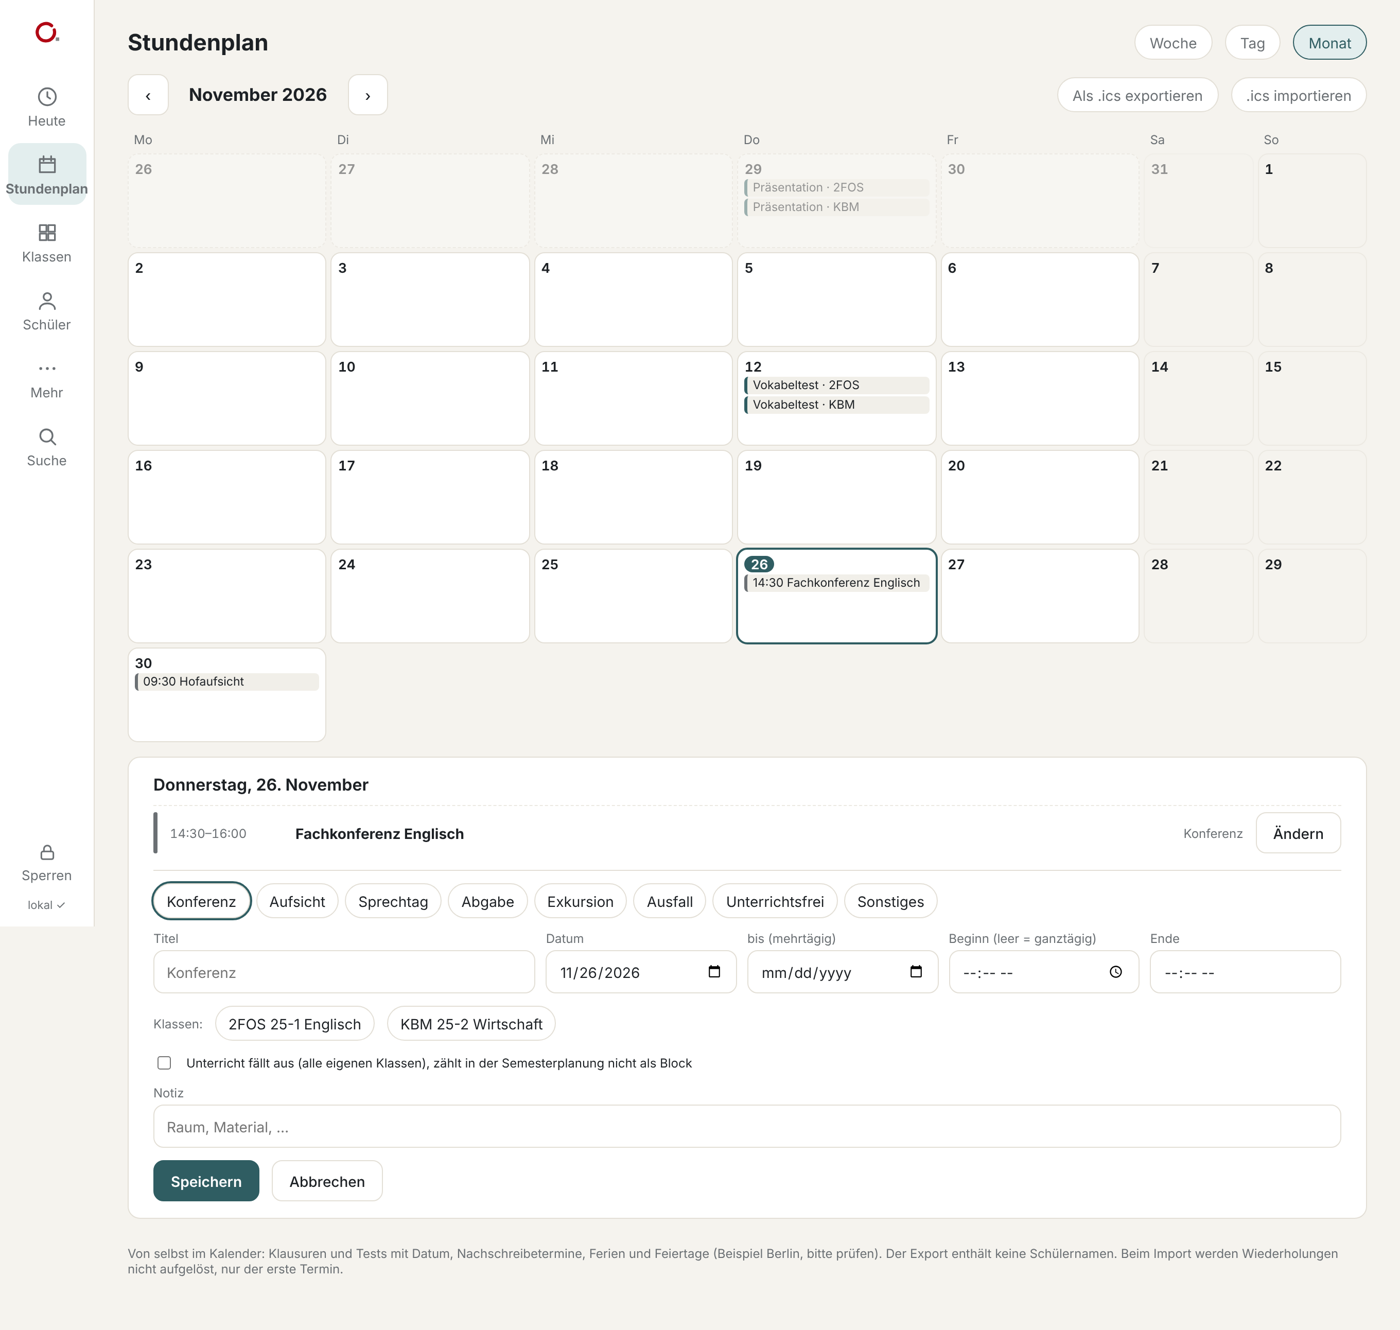 Stundenplan
Woche
Tag
Monat
‹
November 2026
›
Als .ics exportieren
.ics importieren
Heute
Stundenplan
Klassen
Schüler
Mehr
Suche
Sperren
lokal ✓
Mo Di Mi Do Fr Sa So
26 27 28 29 30 31 1
Präsentation · 2FOS
Präsentation · KBM
2 3 4 5 6 7 8
9 10 11 12 13 14 15
Vokabeltest · 2FOS
Vokabeltest · KBM
16 17 18 19 20 21 22
23 24 25 26 27 28 29
14:30 Fachkonferenz Englisch
30
09:30 Hofaufsicht
Donnerstag, 26. November
14:30–16:00 Fachkonferenz Englisch Konferenz Ändern
Konferenz Aufsicht Sprechtag Abgabe Exkursion Ausfall Unterrichtsfrei Sonstiges
Titel Datum bis (mehrtägig) Beginn (leer = ganztägig) Ende
Konferenz 11/26/2026 mm/dd/yyyy --:-- -- --:-- --
Klassen: 2FOS 25-1 Englisch KBM 25-2 Wirtschaft
Unterricht fällt aus (alle eigenen Klassen), zählt in der Semesterplanung nicht als Block
Notiz
Raum, Material, ...
Speichern Abbrechen
Von selbst im Kalender: Klausuren und Tests mit Datum, Nachschreibetermine, Ferien und Feiertage (Beispiel Berlin, bitte prüfen). Der Export enthält keine Schülernamen. Beim Import werden Wiederholungen
nicht aufgelöst, nur der erste Termin.